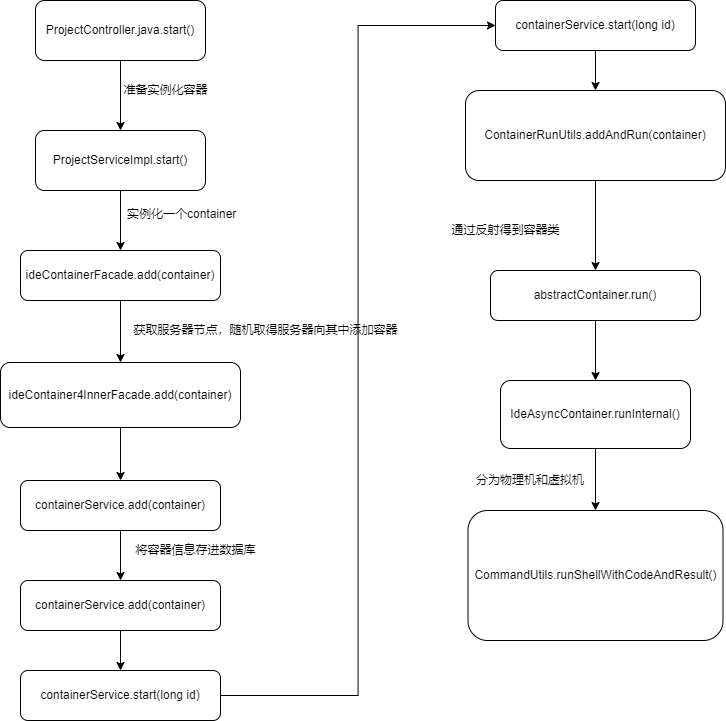 ProjectController.java.start()
准备实例化容器
ProjectServiceImpl.start()
实例化一个container
ideContainerFacade.add(container)
获取服务器节点，随机取得服务器向其中添加容器
ideContainer4InnerFacade.add(container)
containerService.add(container)
将容器信息存进数据库
containerService.add(container)
containerService.start(long id)
containerService.start(long id)
ContainerRunUtils.addAndRun(container)
通过反射得到容器类
abstractContainer.run()
IdeAsyncContainer.runInternal()
分为物理机和虚拟机
CommandUtils.runShellWithCodeAndResult()